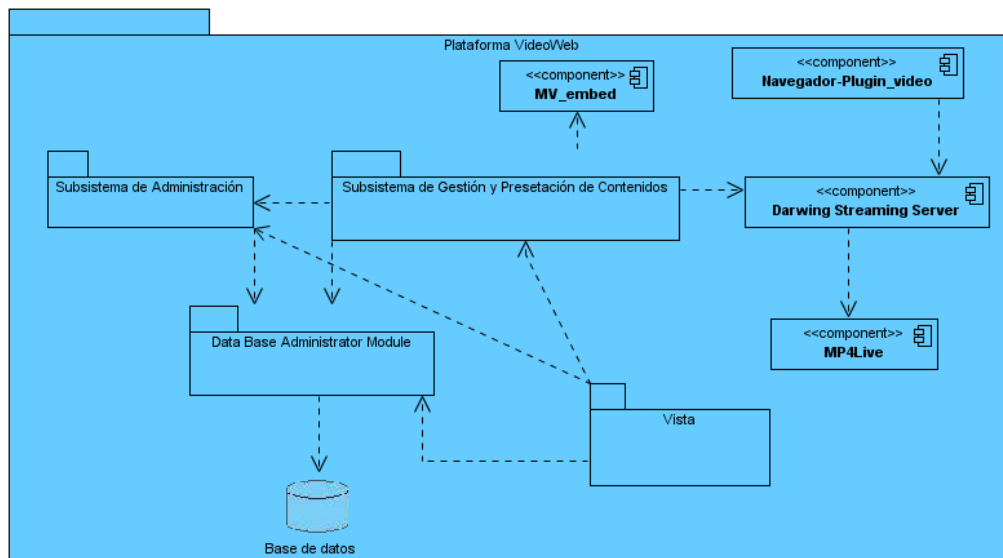 Plataforma VideoWeb
<<component>>
MV_embed
<<component>>
Navegador-Plugin_video
Subsistema de Administración
Subsistema de Gestión y Presetación de Contenidos
<<component>>
Darwing Streaming Server
Data Base Administrator Module
<<component>>
MP4Live
Vista
Base de datos